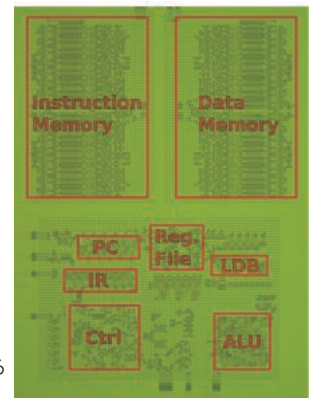 Instruction
Memory
Data
Memory
PC
Reg.
File
LDB
IR
Ctrl
ALU